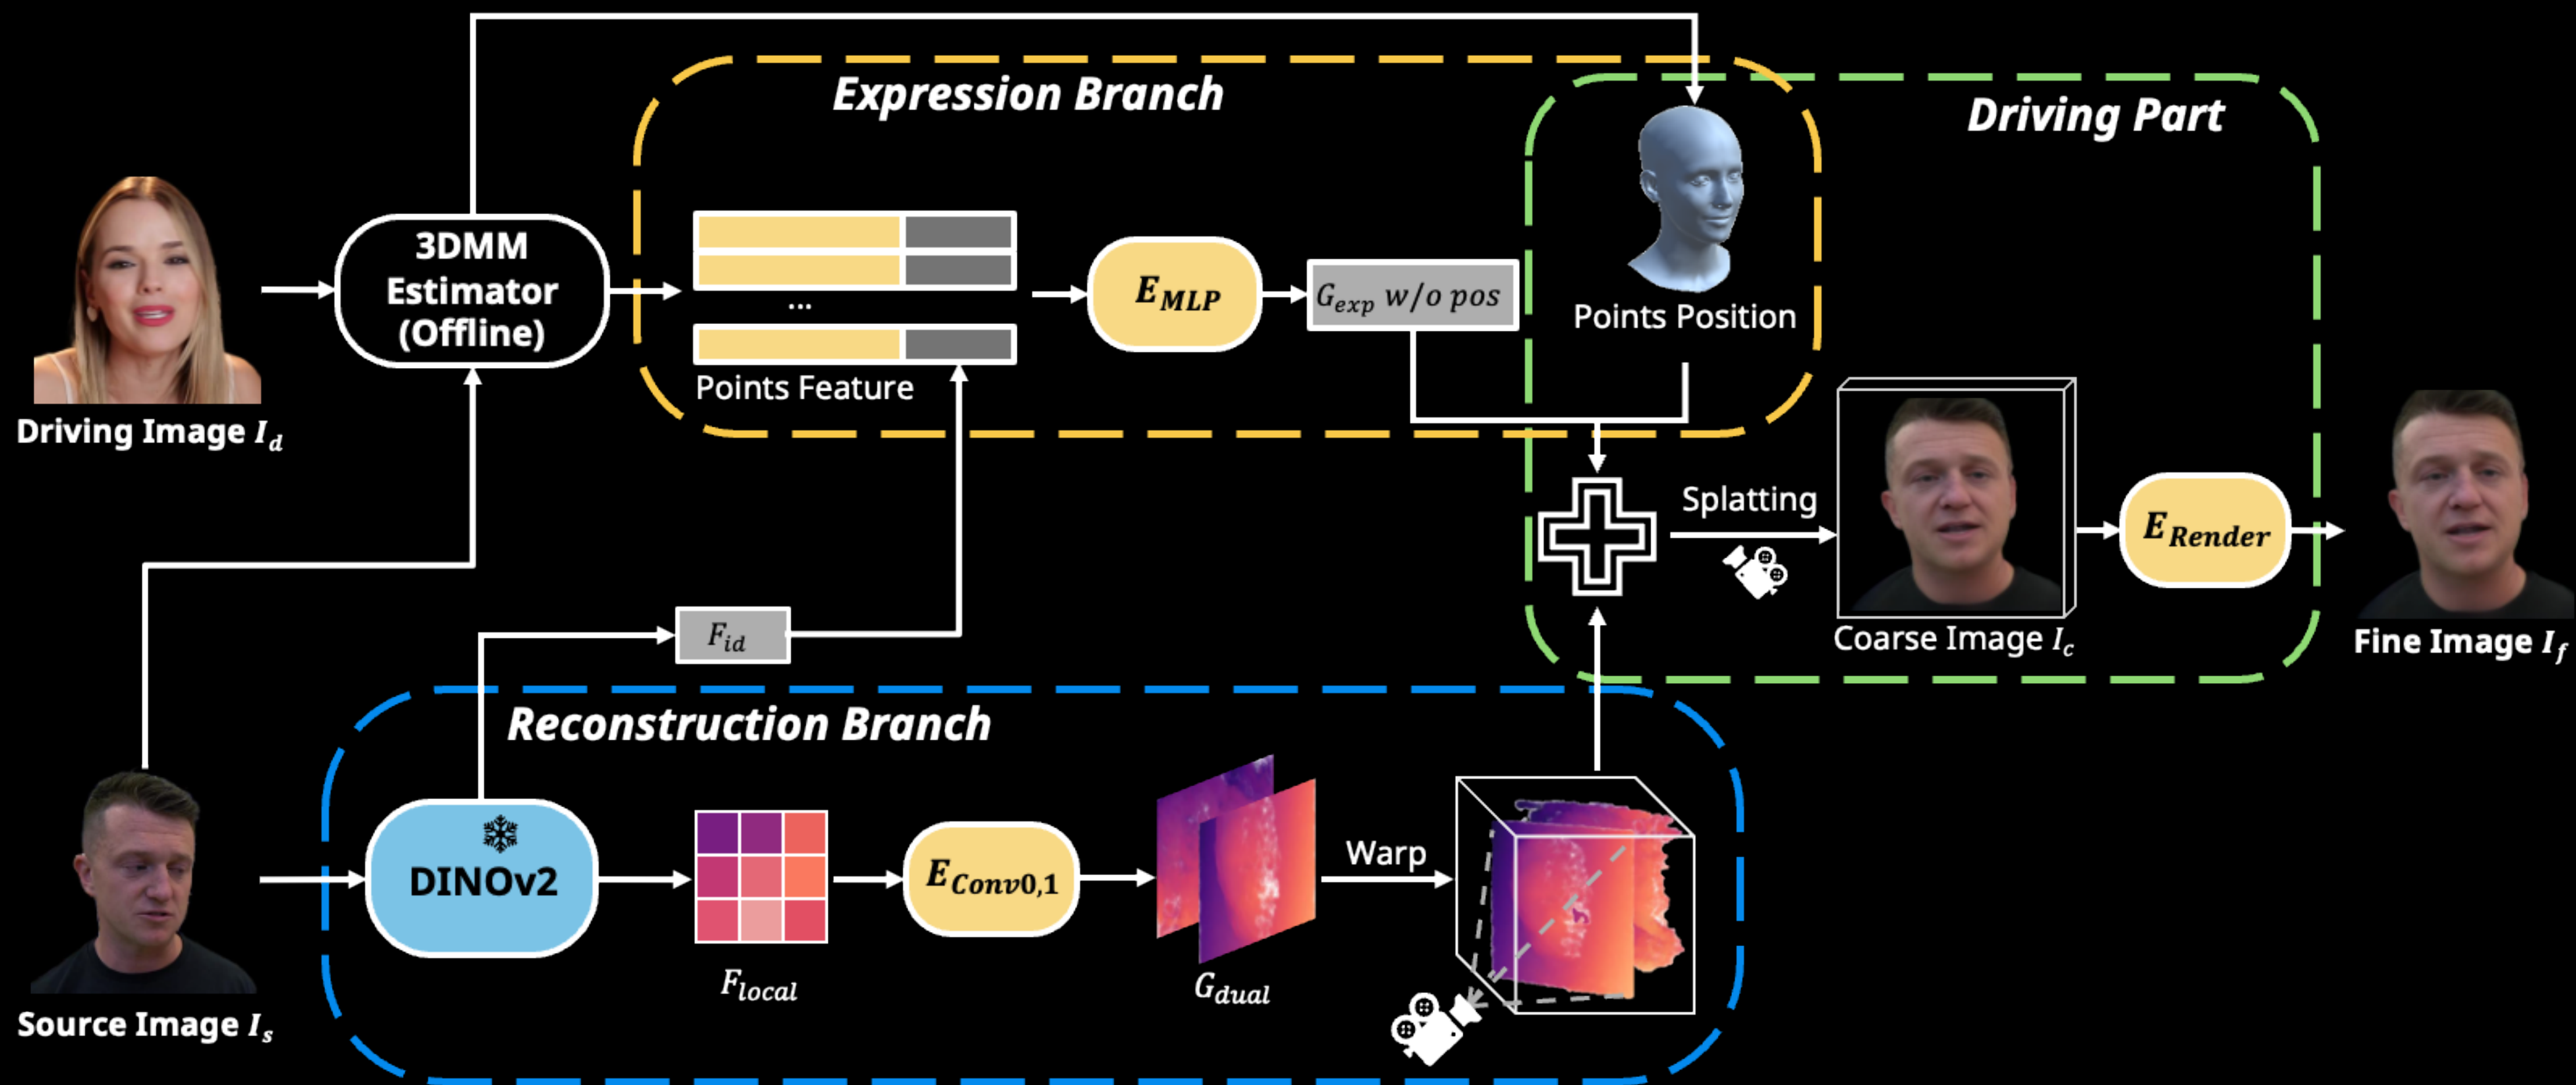 Expression Branch
Driving Part
3DMM
Estimator
(Offline)
E_MLP
G_exp w/o pos
...
Points Position
Points Feature
Driving Image I_d
Splatting
E_Render
F_id
Coarse Image I_c
Fine Image I_f
Reconstruction Branch
DINOv2
E_Conv0,1
Warp
F_local
G_dual
Source Image I_s